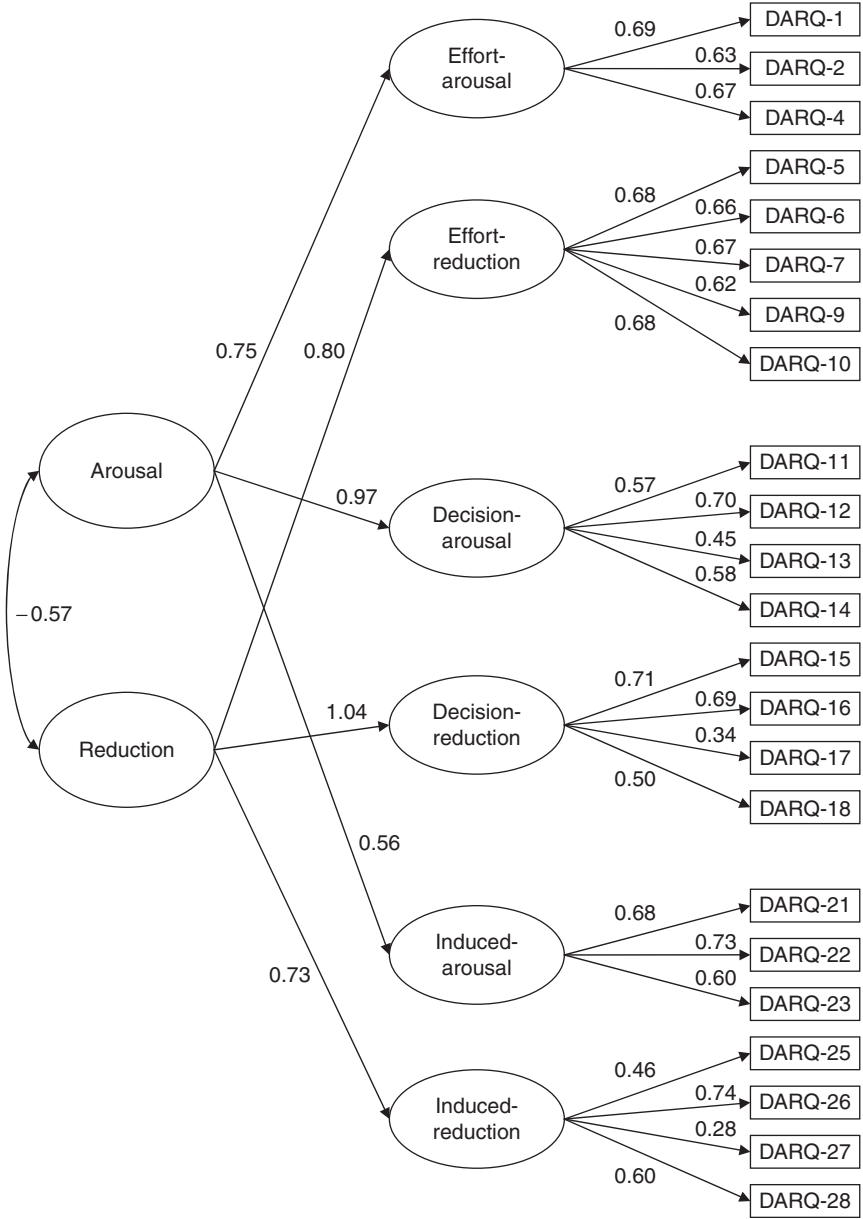 DARQ-1
0.69
Effort-
arousal
0.63
DARQ-2
0.67
DARQ-4
DARQ-5
0.68
Effort-
reduction
0.66
DARQ-6
0.67
DARQ-7
0.62
DARQ-9
0.68
DARQ-10
0.75
0.80
Arousal
0.97
Decision-
arousal
0.57
DARQ-11
0.70
DARQ-12
0.45
DARQ-13
0.58
DARQ-14
−0.57
Reduction
1.04
Decision-
reduction
0.71
DARQ-15
0.69
DARQ-16
0.34
DARQ-17
0.50
DARQ-18
0.56
0.73
Induced-
arousal
0.68
DARQ-21
0.73
DARQ-22
0.60
DARQ-23
Induced-
reduction
0.46
DARQ-25
0.74
DARQ-26
0.28
DARQ-27
0.60
DARQ-28